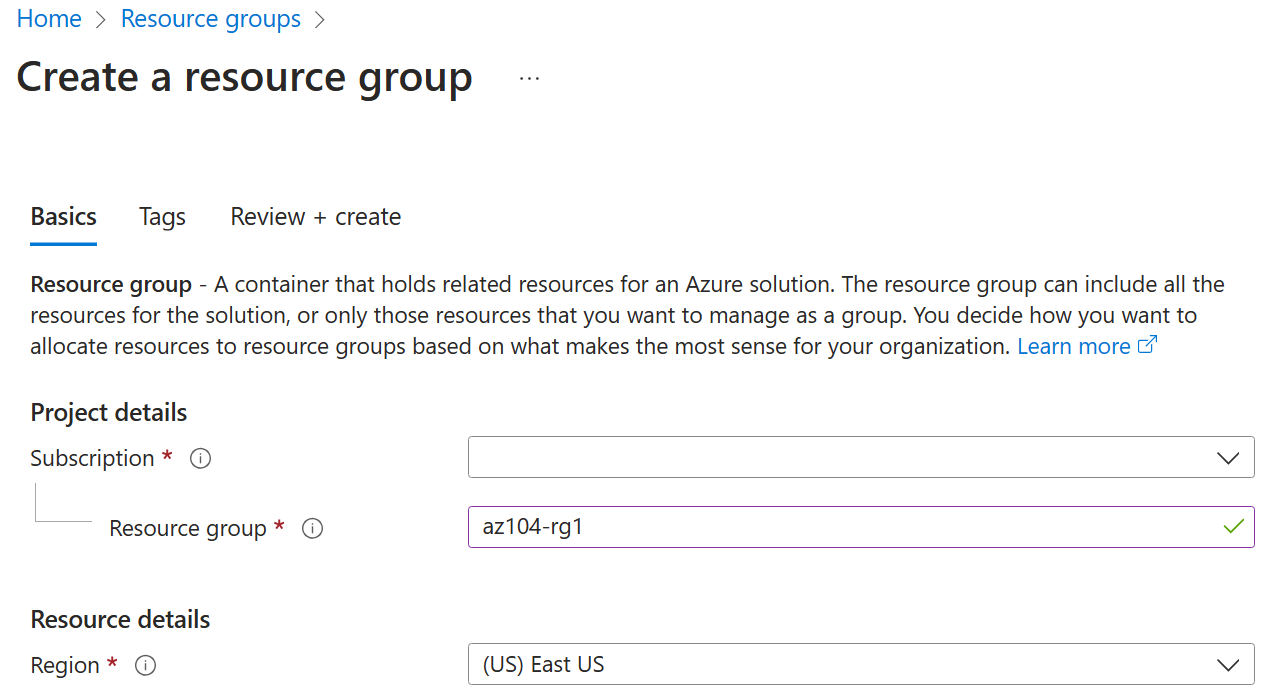 Home > Resource groups >
Create a resource group ...
Basics Tags Review + create
Resource group - A container that holds related resources for an Azure solution. The resource group can include all the
resources for the solution, or only those resources that you want to manage as a group. You decide how you want to
allocate resources to resource groups based on what makes the most sense for your organization. Learn more
Project details
Subscription *
Resource group * az104-rg1
Resource details
Region * (US) East US